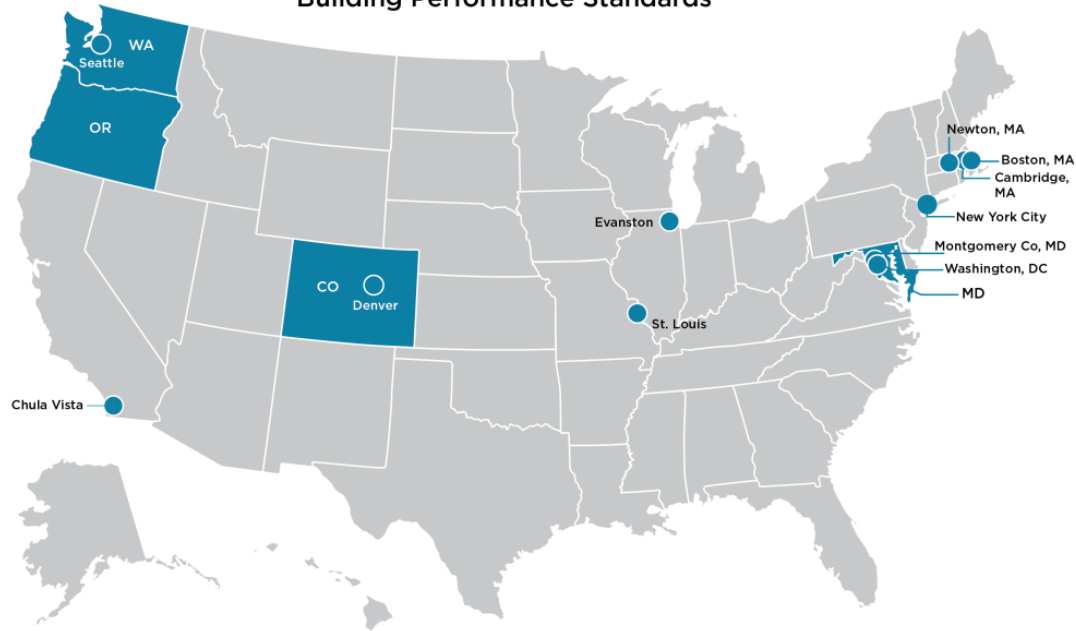 Building Performance Standards
WA
Seattle
OR
Newton, MA
Boston, MA
Cambridge,
MA
New York City
Evanston
Montgomery Co, MD
Washington, DC
MD
CO
Denver
St. Louis
Chula Vista